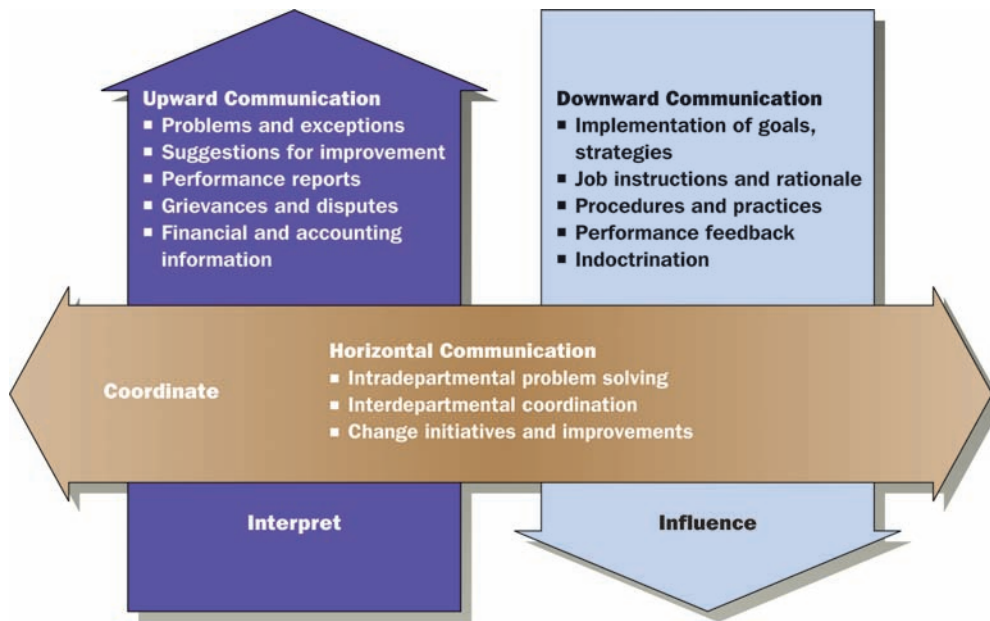 Upward Communication
▪ Problems and exceptions
▪ Suggestions for improvement
▪ Performance reports
▪ Grievances and disputes
▪ Financial and accounting
information
Downward Communication
▪ Implementation of goals,
strategies
▪ Job instructions and rationale
▪ Procedures and practices
▪ Performance feedback
▪ Indoctrination
Coordinate
Horizontal Communication
▪ Intradepartmental problem solving
▪ Interdepartmental coordination
▪ Change initiatives and improvements
Interpret
Influence